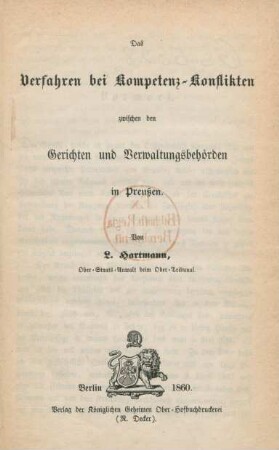 Das
Verfahren bei Kompetenz-Konflikten
zwischen den
Gerichten und Verwaltungsbehörden
in Preußen.
Von
L. Hartmann,
Ober-Staats-Anwalt beim Ober-Tribunal.
Berlin 1860.
Verlag der Königlichen Geheimen Ober-Hofbuchdruckerei
(R. Decker).